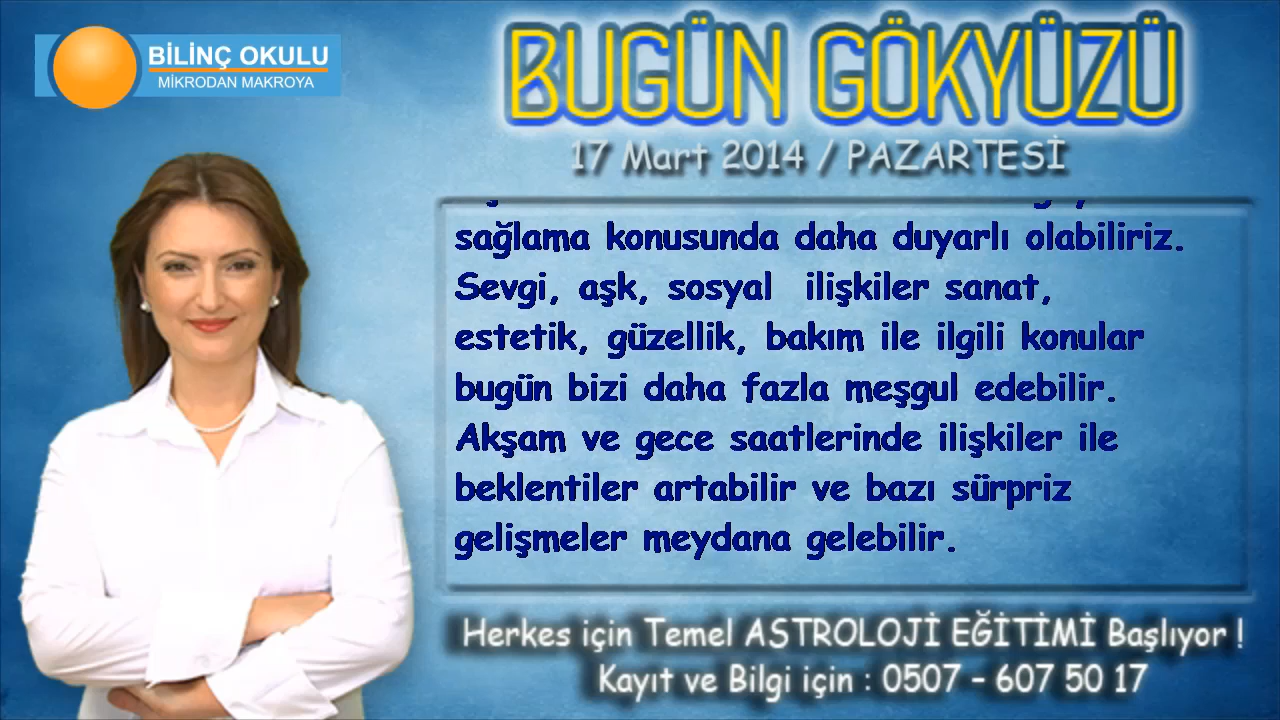 BİLİNÇ OKULU
MİKRODAN MAKROYA
BUGÜN GÖKYÜZÜ
17 Mart 2014 / PAZARTESİ
sağlama konusunda daha duyarlı olabiliriz.
Sevgi, aşk, sosyal ilişkiler sanat,
estetik, güzellik, bakım ile ilgili konular
bugün bizi daha fazla meşgul edebilir.
Akşam ve gece saatlerinde ilişkiler ile
beklentiler artabilir ve bazı sürpriz
gelişmeler meydana gelebilir.
Herkes için Temel ASTROLOJİ EĞİTİMİ Başlıyor !
Kayıt ve Bilgi için : 0507 - 607 50 17